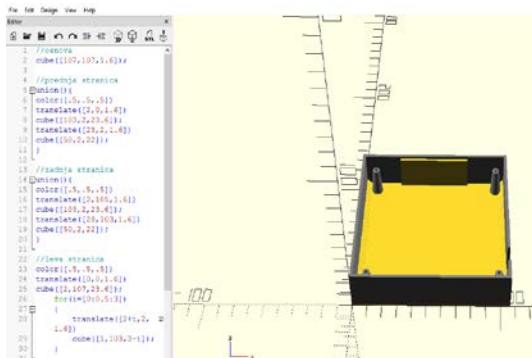 File Edit Design View Help
Editor
1 //osnova
2 cube([107,107,1.6]);
3
4 //prednja stranica
5 union(){
6 color([.5,.5,.5])
7 translate([2,0,1.6])
8 cube([103,2,23.6]);
9 translate([28,2,1.6])
10 cube([50,2,22]);
11 }
12
13 //zadnja stranica
14 union(){
15 color([.5,.5,.5])
16 translate([2,105,1.6])
17 cube([103,2,23.6]);
18 translate([28,103,1.6])
19 cube([50,2,22]);
20 }
21
22 //leva stranica
23 color([.5,.5,.5])
24 translate([0,0,1.6])
25 cube([2,107,23.6]);
26 for(i=[0:0.5:3])
27 {
28 translate([2+i,2,
1.6])
29 cube([1,103,3-i]);
30 }
100
100
-100